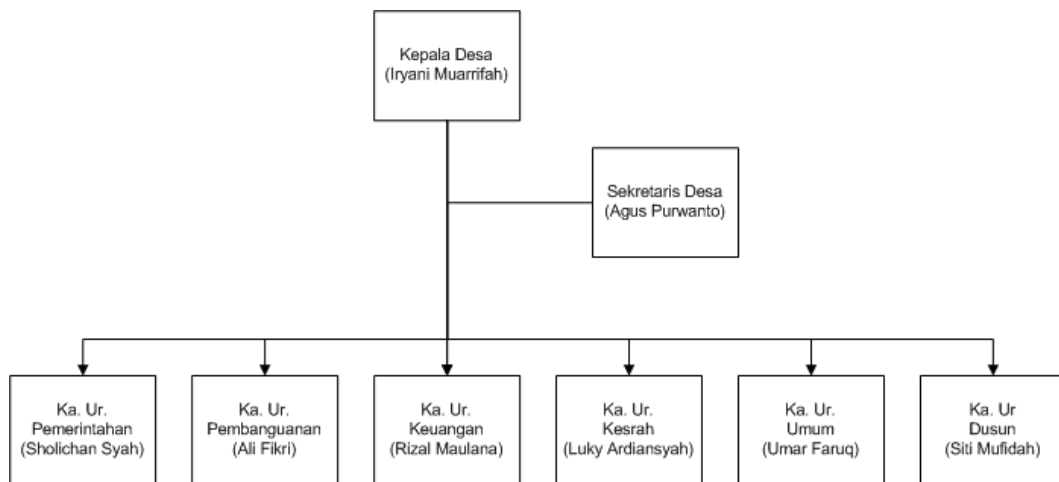 Kepala Desa
(Iryani Muarrifah)
Sekretaris Desa
(Agus Purwanto)
Ka. Ur.
Pemerintahan
(Sholichan Syah)
Ka. Ur.
Pembanguanan
(Ali Fikri)
Ka. Ur.
Keuangan
(Rizal Maulana)
Ka. Ur.
Kesrah
(Luky Ardiansyah)
Ka. Ur.
Umum
(Umar Faruq)
Ka. Ur
Dusun
(Siti Mufidah)